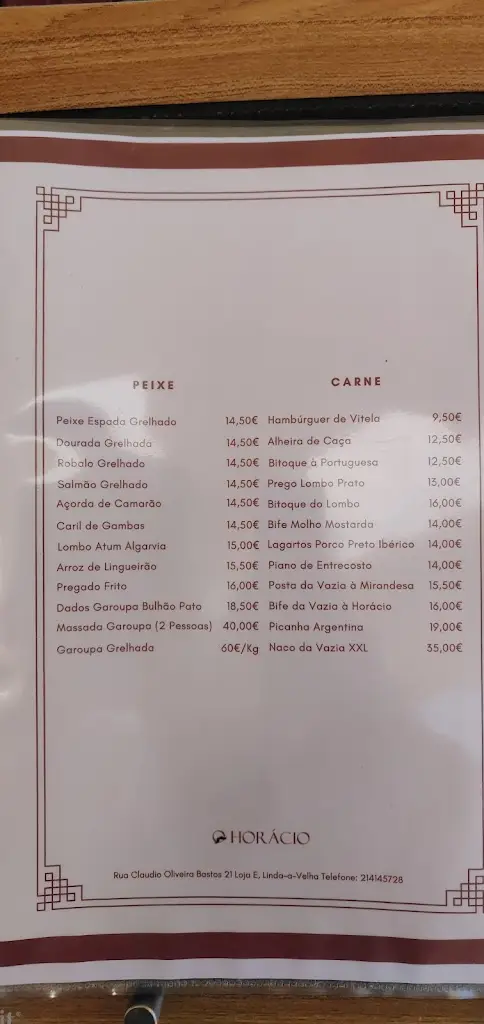 PEIXE
Peixe Espada Grelhado 14,50€
Dourada Grelhada 14,50€
Robalo Grelhado 14,50€
Salmão Grelhado 14,50€
Açorda de Camarão 14,50€
Caril de Gambas 14,50€
Lombo Atum Algarvia 15,00€
Arroz de Lingueirão 15,50€
Pregado Frito 16,00€
Dados Garoupa Bulhão Pato 18,50€
Massada Garoupa (2 Pessoas) 40,00€
Garoupa Grelhada 60€/Kg
CARNE
Hambúrguer de Vitela 9,50€
Alheira de Caça 12,50€
Bitoque à Portuguesa 12,50€
Prego Lombo Prato 13,00€
Bitoque do Lombo 16,00€
Bife Molho Mostarda 14,00€
Lagartos Porco Preto Ibérico 14,00€
Piano de Entrecosto 14,00€
Posta da Vazia à Mirandesa 15,50€
Bife da Vazia à Horácio 16,00€
Picanha Argentina 19,00€
Naco da Vazia XXL 35,00€
HORÁCIO
Rua Claudio Oliveira Bastos 21 Loja E, Linda-a-Velha Telefone: 214145728